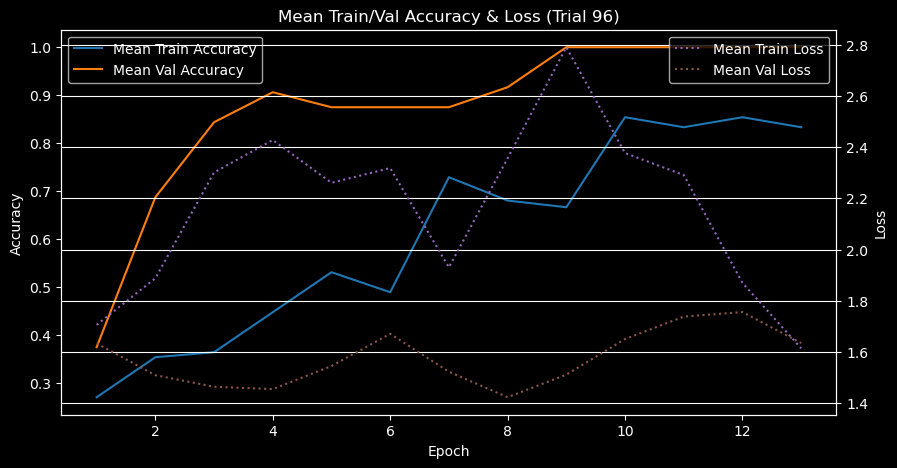 Mean Train/Val Accuracy & Loss (Trial 96)
Mean Train Accuracy
Mean Val Accuracy
Mean Train Loss
Mean Val Loss
Accuracy
1.0
0.9
0.8
0.7
0.6
0.5
0.4
0.3
2.8
2.6
2.4
2.2
2.0
1.8
1.6
1.4
Loss
2 4 6 8 10 12
Epoch